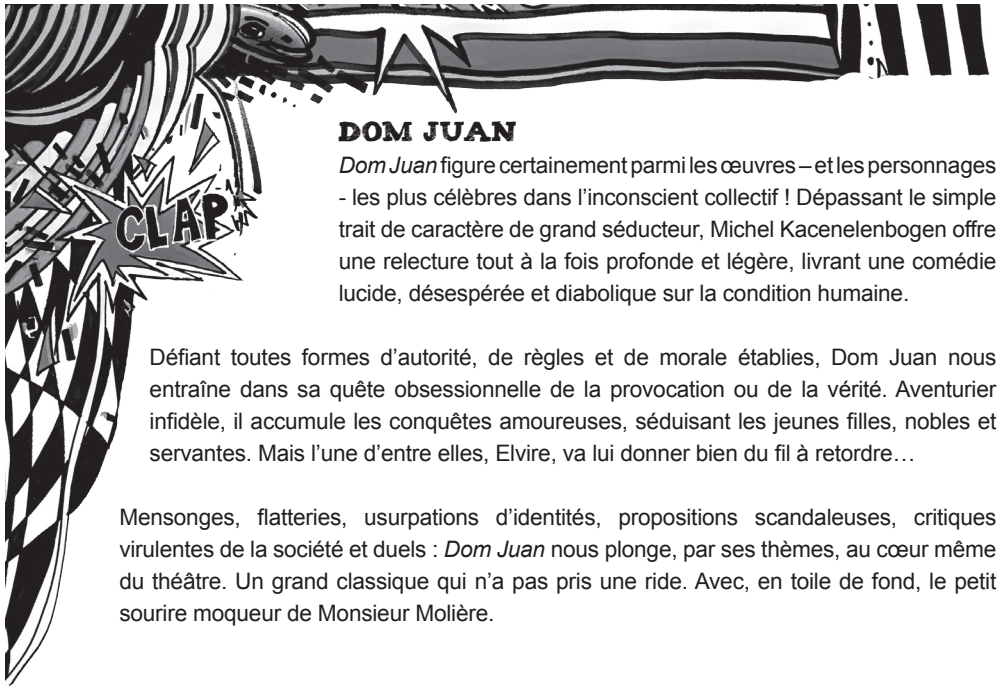 DOM JUAN
Dom Juan figure certainement parmi les œuvres – et les personnages
- les plus célèbres dans l’inconscient collectif ! Dépassant le simple
trait de caractère de grand séducteur, Michel Kacenelenbogen offre
une relecture tout à la fois profonde et légère, livrant une comédie
lucide, désespérée et diabolique sur la condition humaine.
CLAP
Défiant toutes formes d’autorité, de règles et de morale établies, Dom Juan nous
entraîne dans sa quête obsessionnelle de la provocation ou de la vérité. Aventurier
infidèle, il accumule les conquêtes amoureuses, séduisant les jeunes filles, nobles et
servantes. Mais l’une d’entre elles, Elvire, va lui donner bien du fil à retordre…
Mensonges, flatteries, usurpations d’identités, propositions scandaleuses, critiques
virulentes de la société et duels : Dom Juan nous plonge, par ses thèmes, au cœur même
du théâtre. Un grand classique qui n’a pas pris une ride. Avec, en toile de fond, le petit
sourire moqueur de Monsieur Molière.